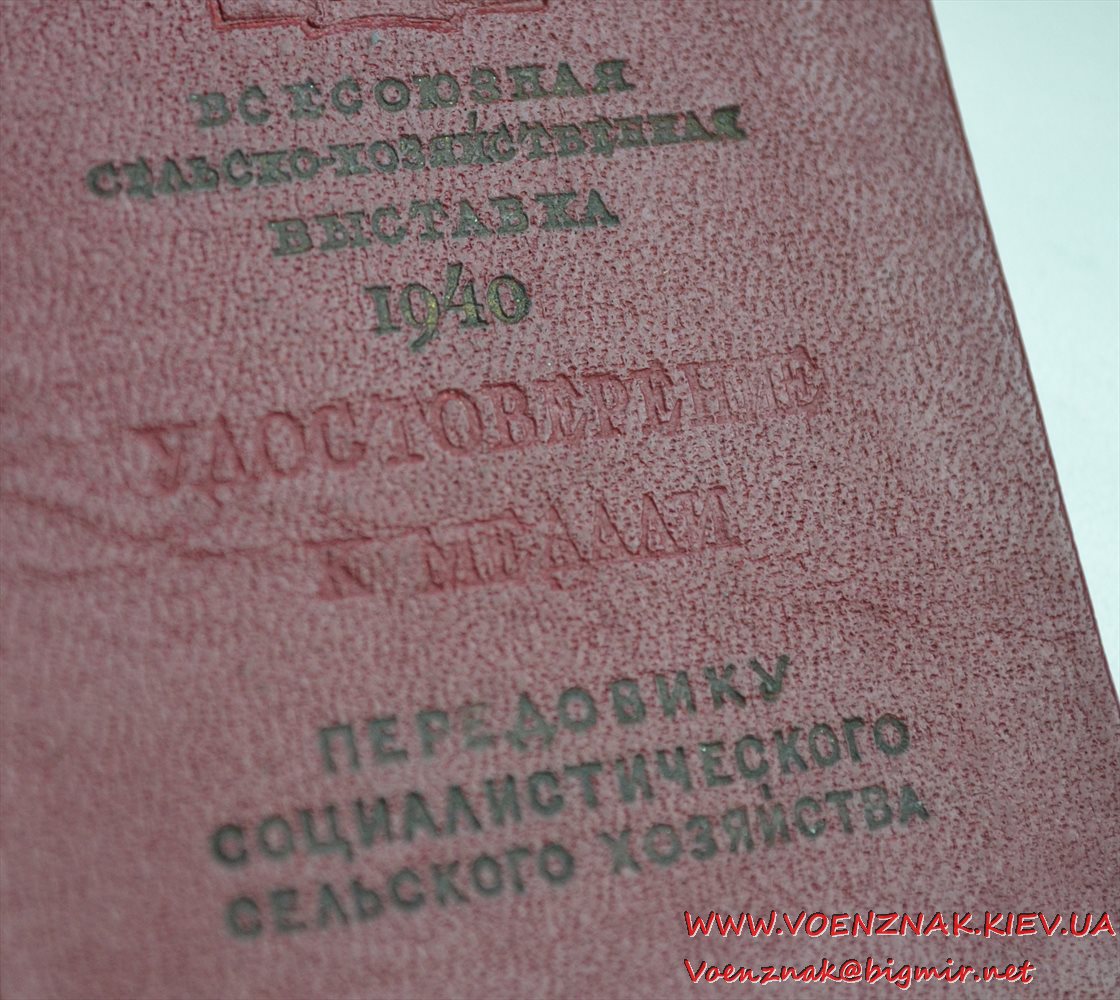 ВСЕСОЮЗНАЯ
СЕЛЬСКО-ХОЗЯЙСТВЕННАЯ
ВЫСТАВКА
1940
УДОСТОВЕРЕНИЕ
К МЕДАЛИ
ПЕРЕДОВИКУ
СОЦИАЛИСТИЧЕСКОГО
СЕЛЬСКОГО ХОЗЯЙСТВА
WWW.VOENZNAK.KIEV.UA
Voenznak@bigmir.net